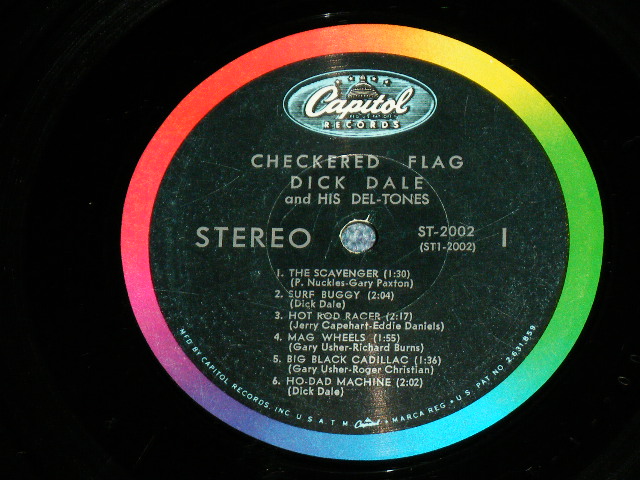 Capitol
RECORDS
CHECKERED FLAG
DICK DALE
and HIS DEL-TONES
STEREO
ST-2002
(ST1-2002)
1
1. THE SCAVENGER (1:30)
(P. Nuckles-Gary Paxton)
2. SURF BUGGY (2:04)
(Dick Dale)
3. HOT ROD RACER (2:17)
(Jerry Capehart-Eddie Daniels)
4. MAG WHEELS (1:55)
(Gary Usher-Richard Burns)
5. BIG BLACK CADILLAC (1:36)
(Gary Usher-Roger Christian)
6. HO-DAD MACHINE (2:02)
(Dick Dale)
MFD BY CAPITOL RECORDS, INC. U.S.A. T.M. Capitol • MARCA REG. • U.S. PAT. NO. 2,631,859